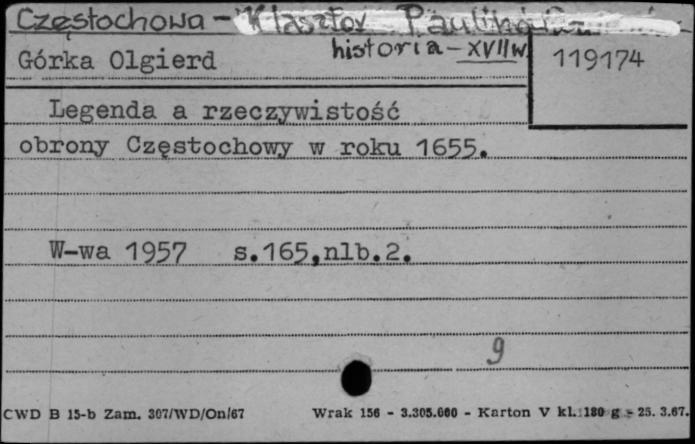 Częstochowa - Klasztor Paulinów
historia - XVII w
Górka Olgierd
119174
Legenda a rzeczywistość
obrony Częstochowy w roku 1655.
W-wa 1957 s.165,nlb.2.
9
CWD B 15-b Zam. 307/WD/On/67 Wrak 156 - 3.305.000 - Karton V kl. 180 g - 25. 3.67.